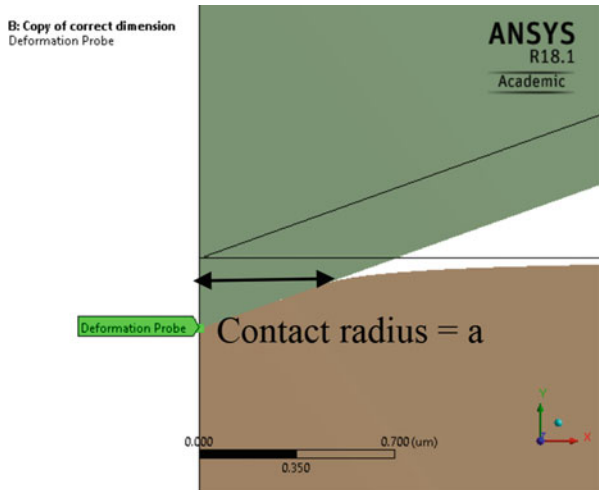 B: Copy of correct dimension
Deformation Probe
ANSYS
R18.1
Academic
Deformation Probe
Contact radius = a
0.000
0.700 (um)
0.350
Y
Z
X